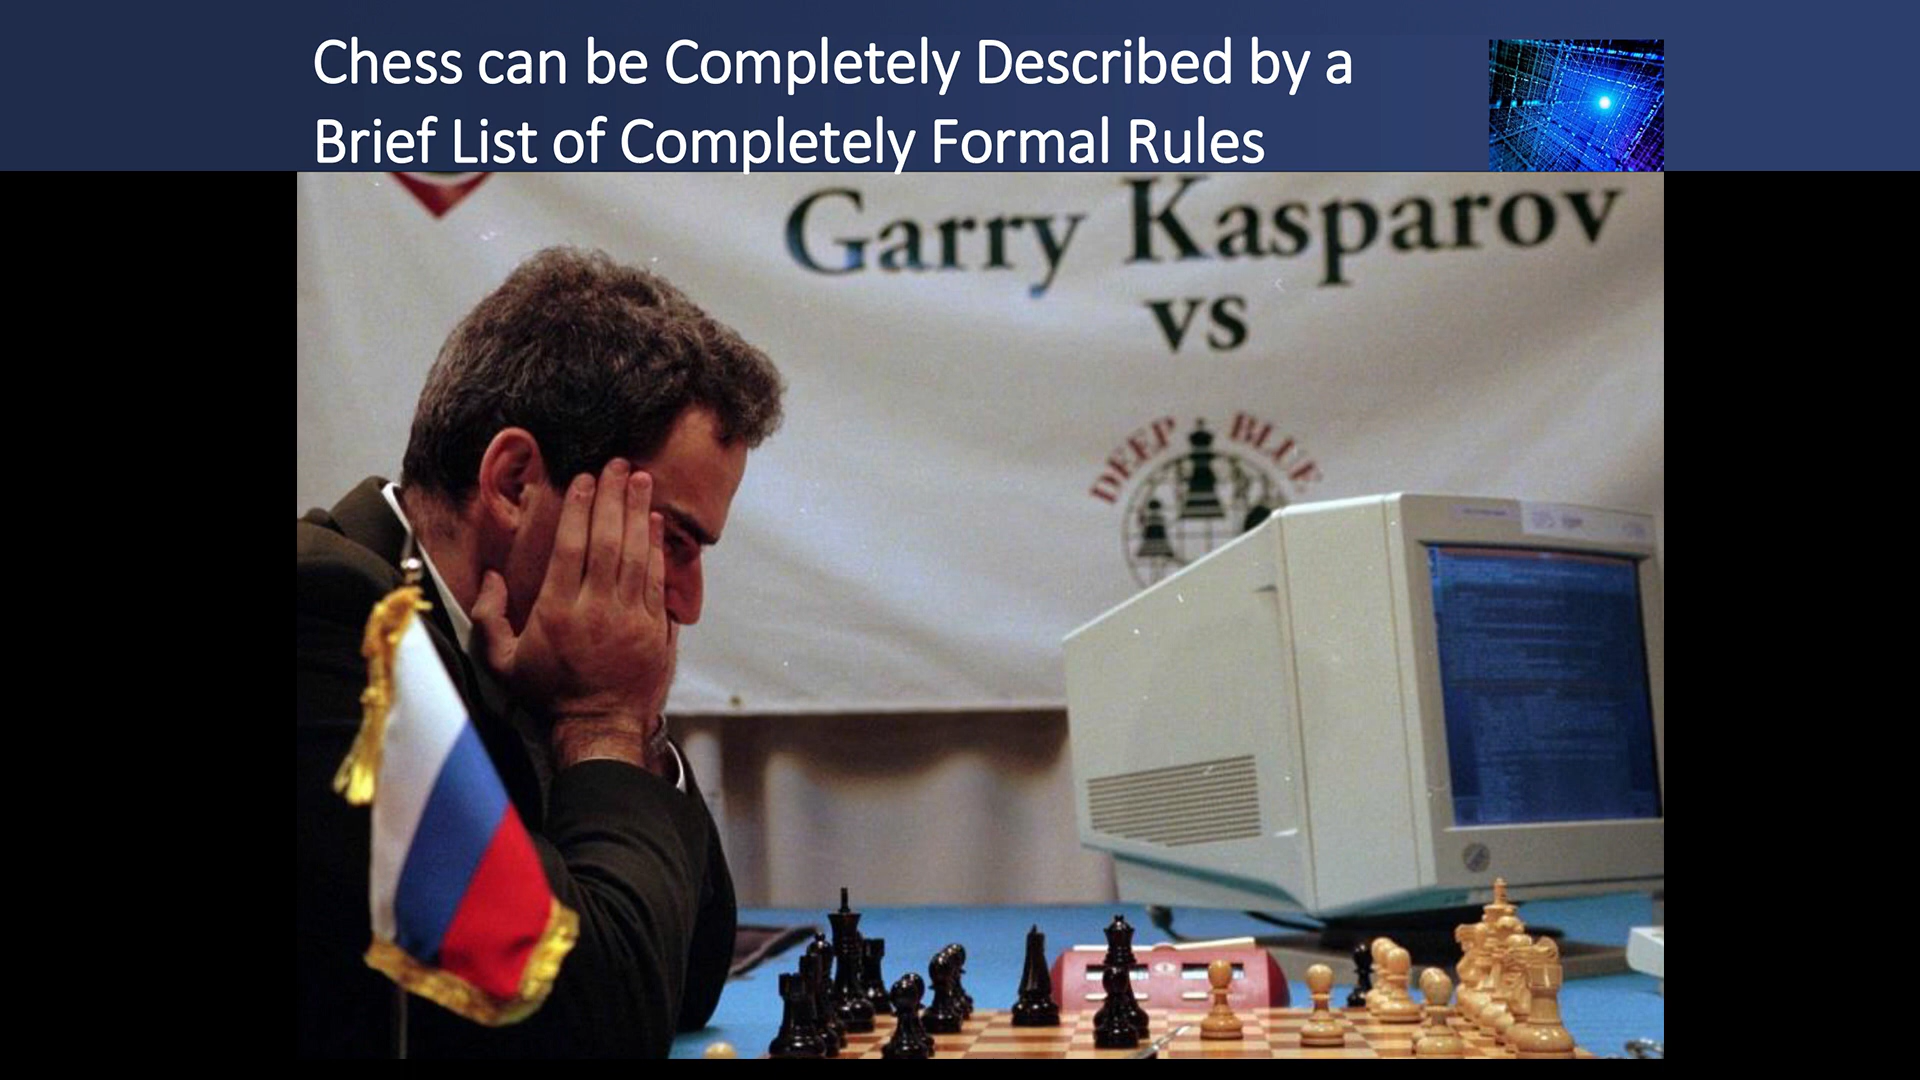 Chess can be Completely Described by a
Brief List of Completely Formal Rules
Garry Kasparov
vs
DEEP BLUE